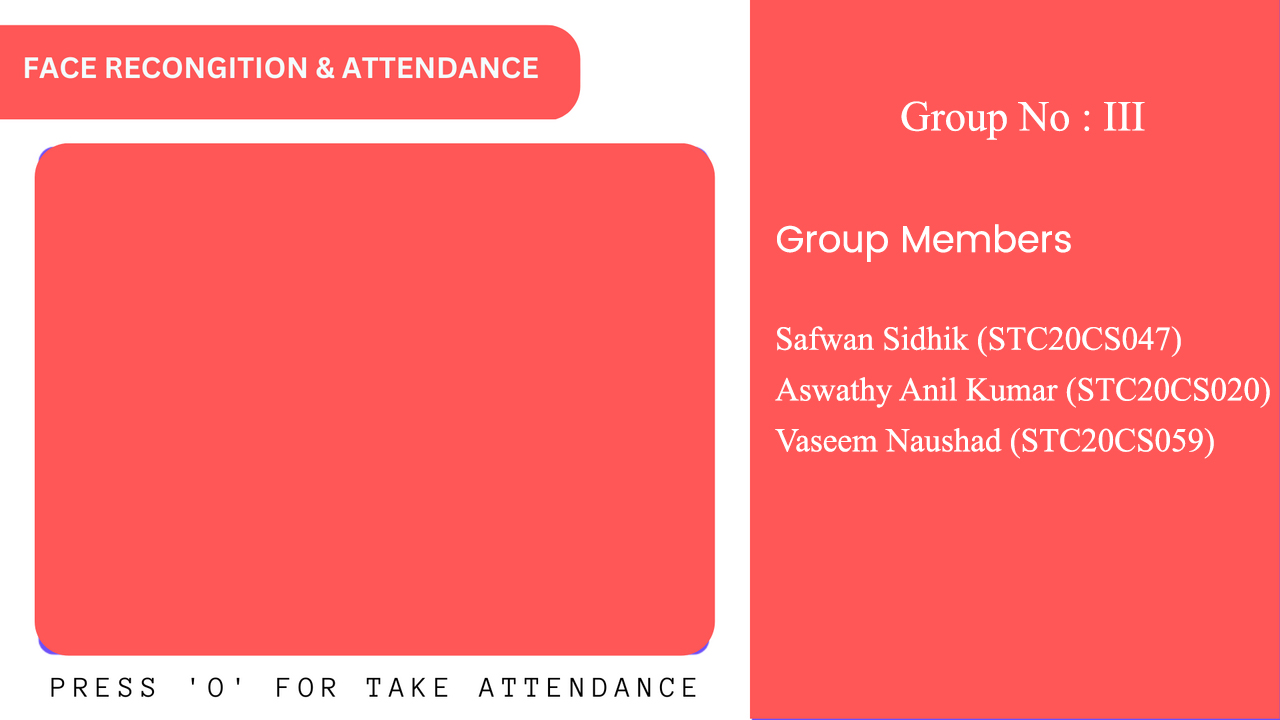 FACE RECONGITION & ATTENDANCE
PRESS 'O' FOR TAKE ATTENDANCE
Group No : III
Group Members
Safwan Sidhik (STC20CS047)
Aswathy Anil Kumar (STC20CS020)
Vaseem Naushad (STC20CS059)